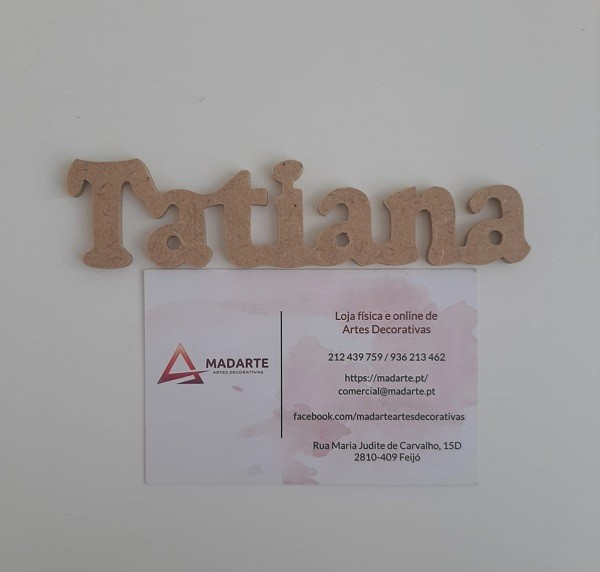 Tatiana
MADARTE
ARTES DECORATIVAS
Loja física e online de
Artes Decorativas
212 439 759 / 936 213 462
https://madarte.pt/
comercial@madarte.pt
facebook.com/madarteartesdecorativas
Rua Maria Judite de Carvalho, 15D
2810-409 Feijó